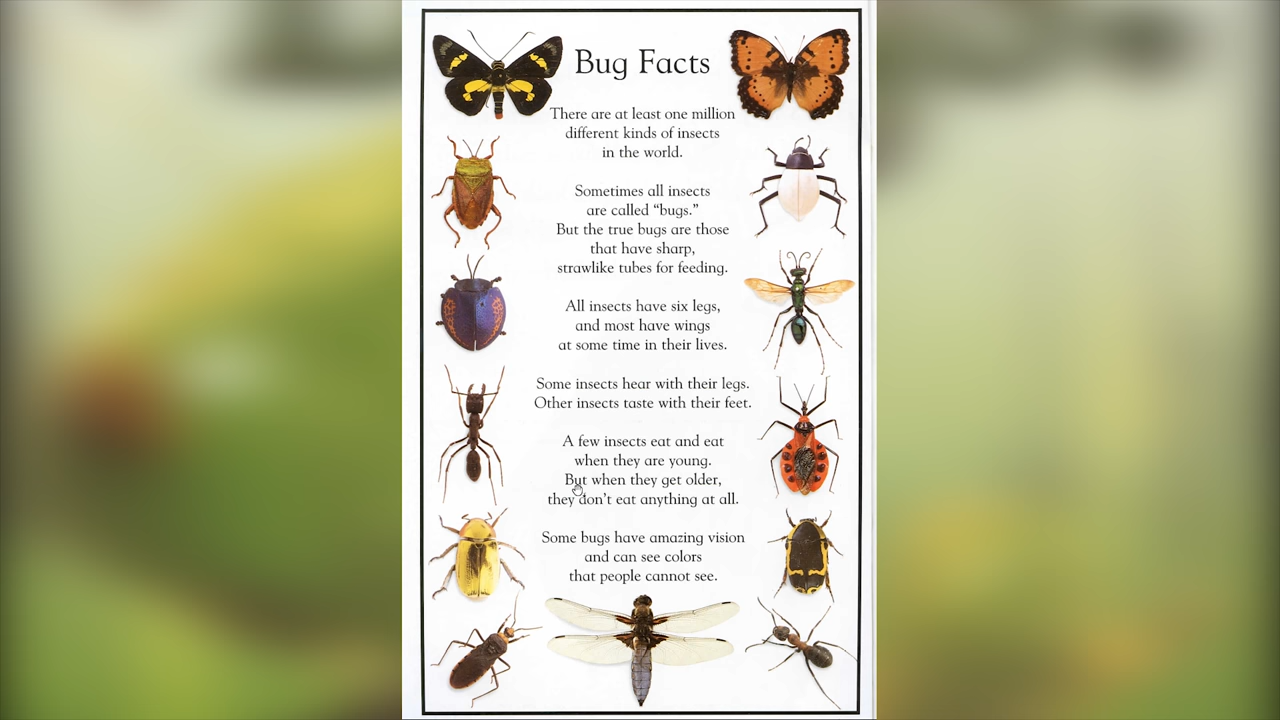 Bug Facts
There are at least one million
different kinds of insects
in the world.
Sometimes all insects
are called “bugs.”
But the true bugs are those
that have sharp,
strawlike tubes for feeding.
All insects have six legs,
and most have wings
at some time in their lives.
Some insects hear with their legs.
Other insects taste with their feet.
A few insects eat and eat
when they are young.
But when they get older,
they don’t eat anything at all.
Some bugs have amazing vision
and can see colors
that people cannot see.